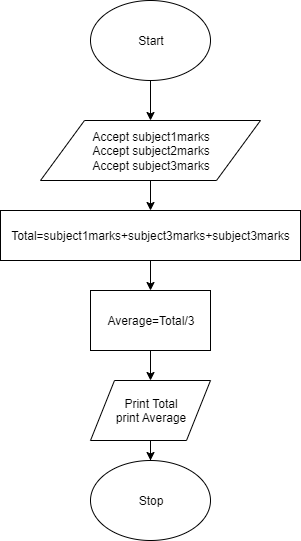 Start
Accept subject1marks
Accept subject2marks
Accept subject3marks
Total=subject1marks+subject3marks+subject3marks
Average=Total/3
Print Total
print Average
Stop